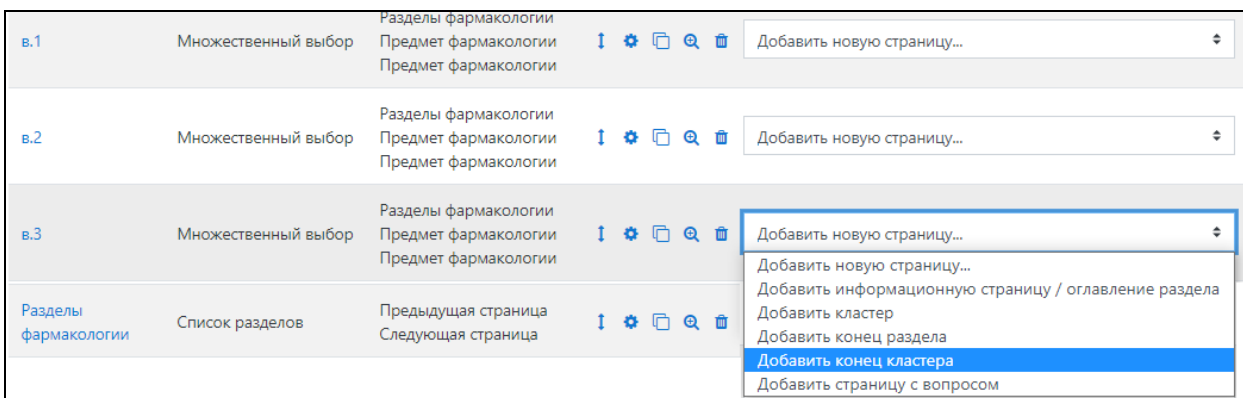 Разделы фармакологии
в.1 Множественный выбор Предмет фармакологии Добавить новую страницу...
Предмет фармакологии
Разделы фармакологии
в.2 Множественный выбор Предмет фармакологии Добавить новую страницу...
Предмет фармакологии
Разделы фармакологии
в.3 Множественный выбор Предмет фармакологии Добавить новую страницу...
Предмет фармакологии
Добавить новую страницу...
Добавить информационную страницу / оглавление раздела
Разделы Предыдущая страница
фармакологии Список разделов Следующая страница
Добавить кластер
Добавить конец раздела
Добавить конец кластера
Добавить страницу с вопросом